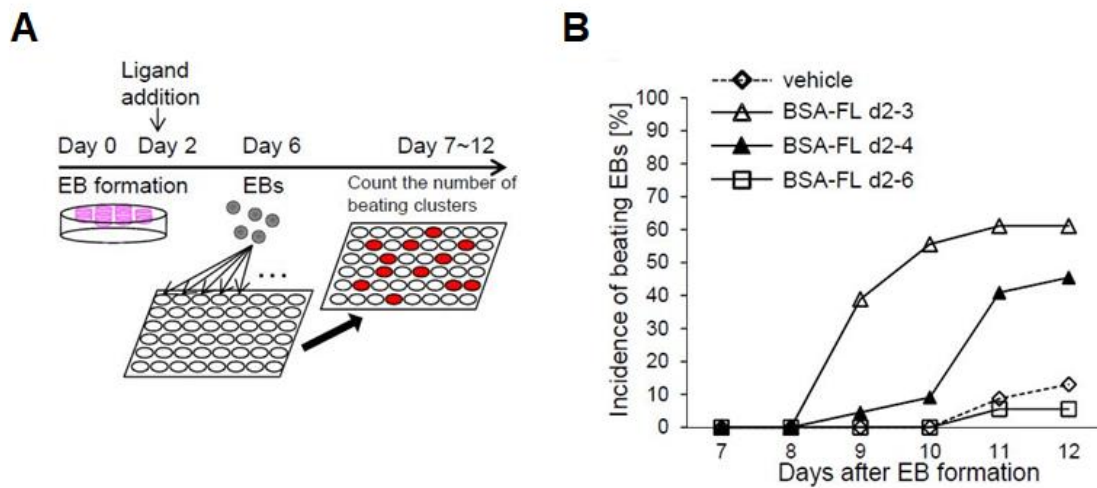 A
Ligand
addition
Day 0 Day 2 Day 6 Day 7~12
EB formation
EBs
Count the number of
beating clusters
...
B
Incidence of beating EBs [%]
100
90
80
70
60
50
40
30
20
10
0
vehicle
BSA-FL d2-3
BSA-FL d2-4
BSA-FL d2-6
7 8 9 10 11 12
Days after EB formation